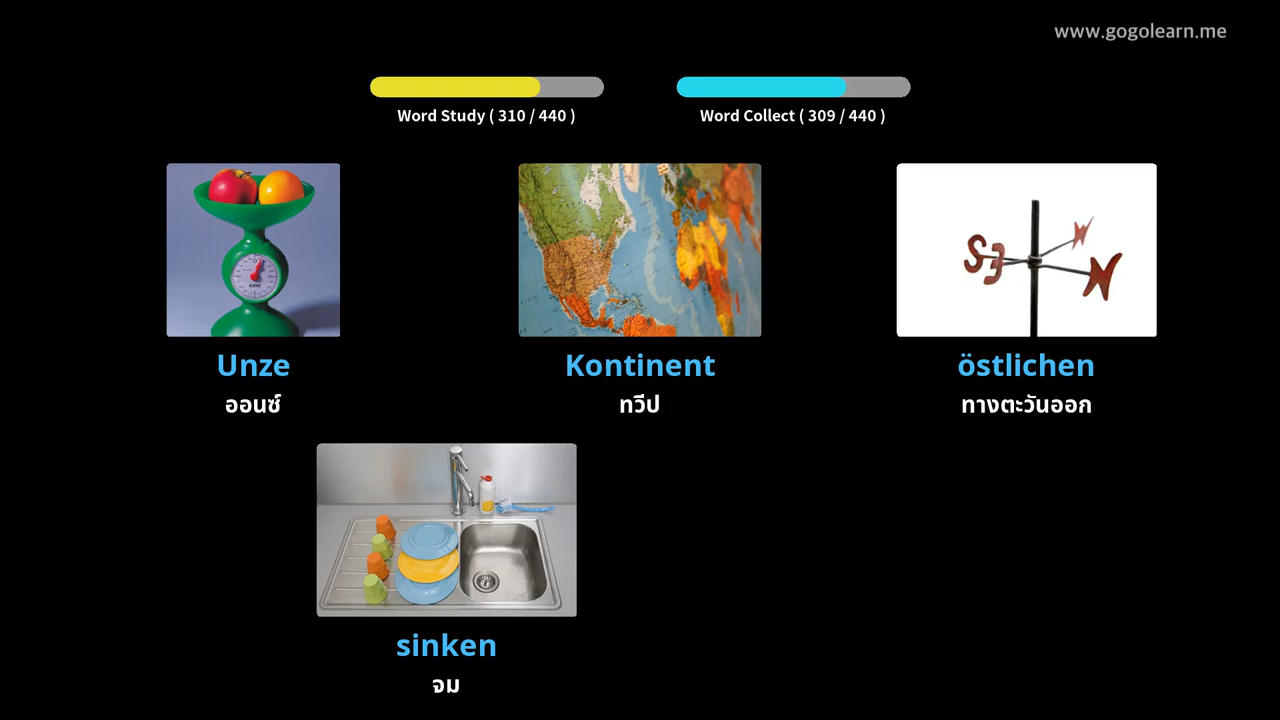 www.gogolearn.me
Word Study ( 310 / 440 )
Word Collect ( 309 / 440 )
Unze
ออนซ์
Kontinent
ทวีป
östlichen
ทางตะวันออก
sinken
จม